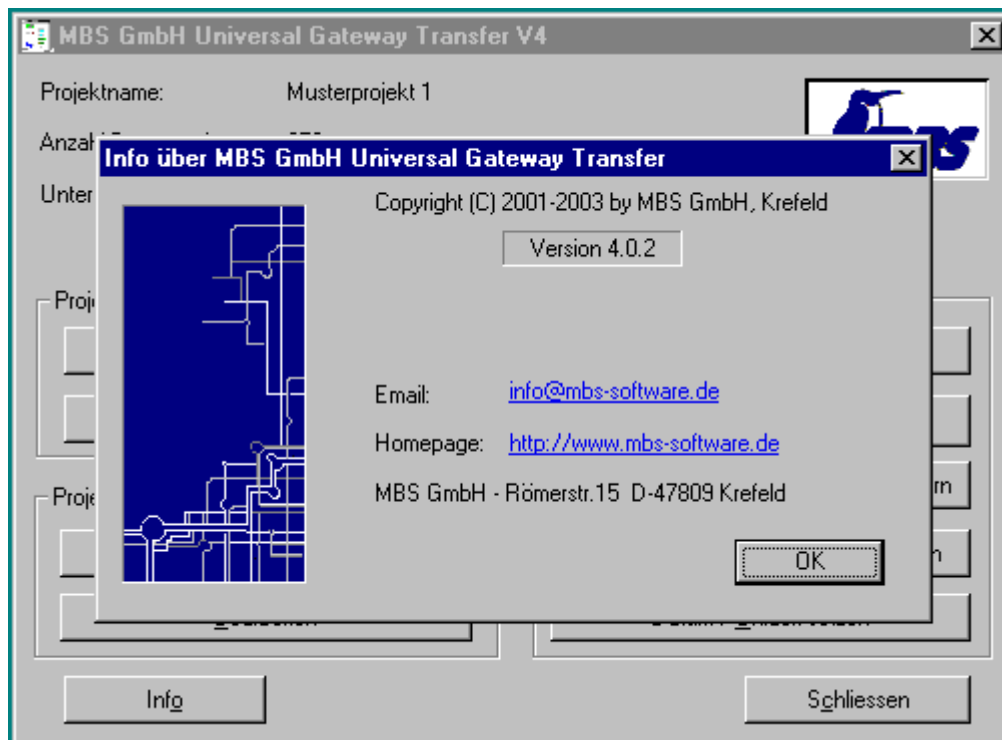 MBS GmbH Universal Gateway Transfer V4
Projektname: Musterprojekt 1
Info über MBS GmbH Universal Gateway Transfer
Copyright (C) 2001-2003 by MBS GmbH, Krefeld
Version 4.0.2
Email: info@mbs-software.de
Homepage: http://www.mbs-software.de
MBS GmbH - Römerstr.15 D-47809 Krefeld
OK
Info
Schliessen